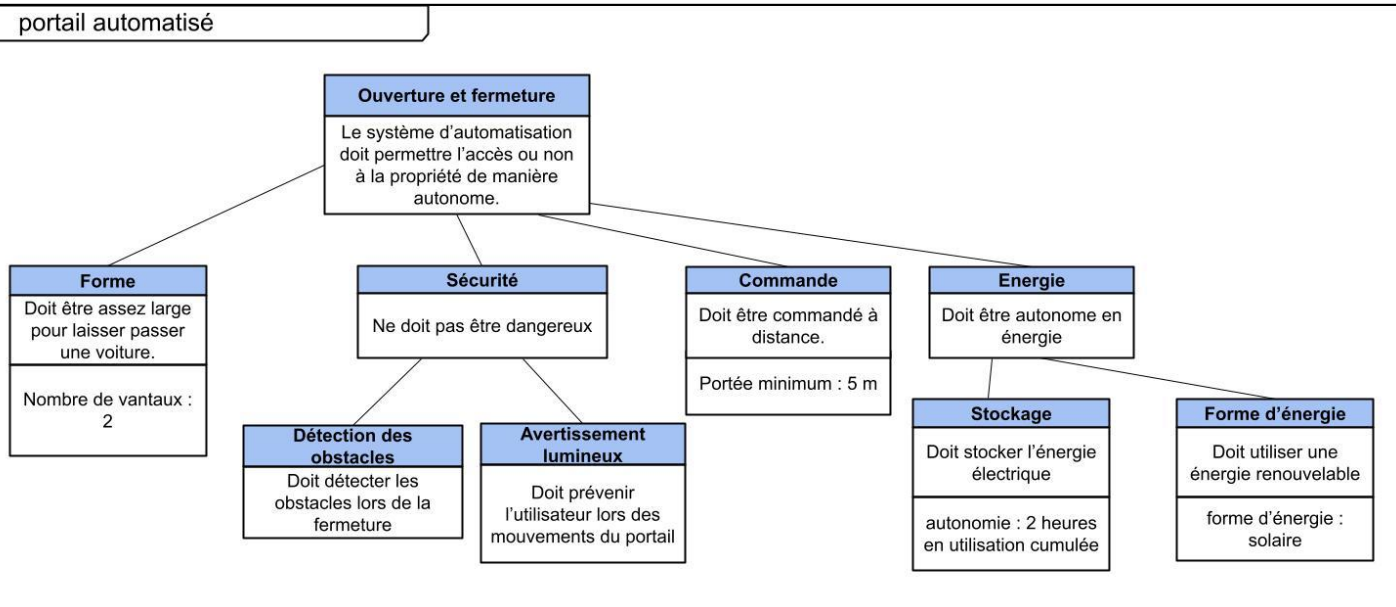 portail automatisé
Ouverture et fermeture
Le système d'automatisation
doit permettre l'accès ou non
à la propriété de manière
autonome.
Forme
Doit être assez large
pour laisser passer
une voiture.
Nombre de vantaux :
2
Sécurité
Ne doit pas être dangereux
Commande
Doit être commandé à
distance.
Portée minimum : 5 m
Energie
Doit être autonome en
énergie
Détection des
obstacles
Doit détecter les
obstacles lors de la
fermeture
Avertissement
lumineux
Doit prévenir
l'utilisateur lors des
mouvements du portail
Stockage
Doit stocker l'énergie
électrique
autonomie : 2 heures
en utilisation cumulée
Forme d'énergie
Doit utiliser une
énergie renouvelable
forme d'énergie :
solaire